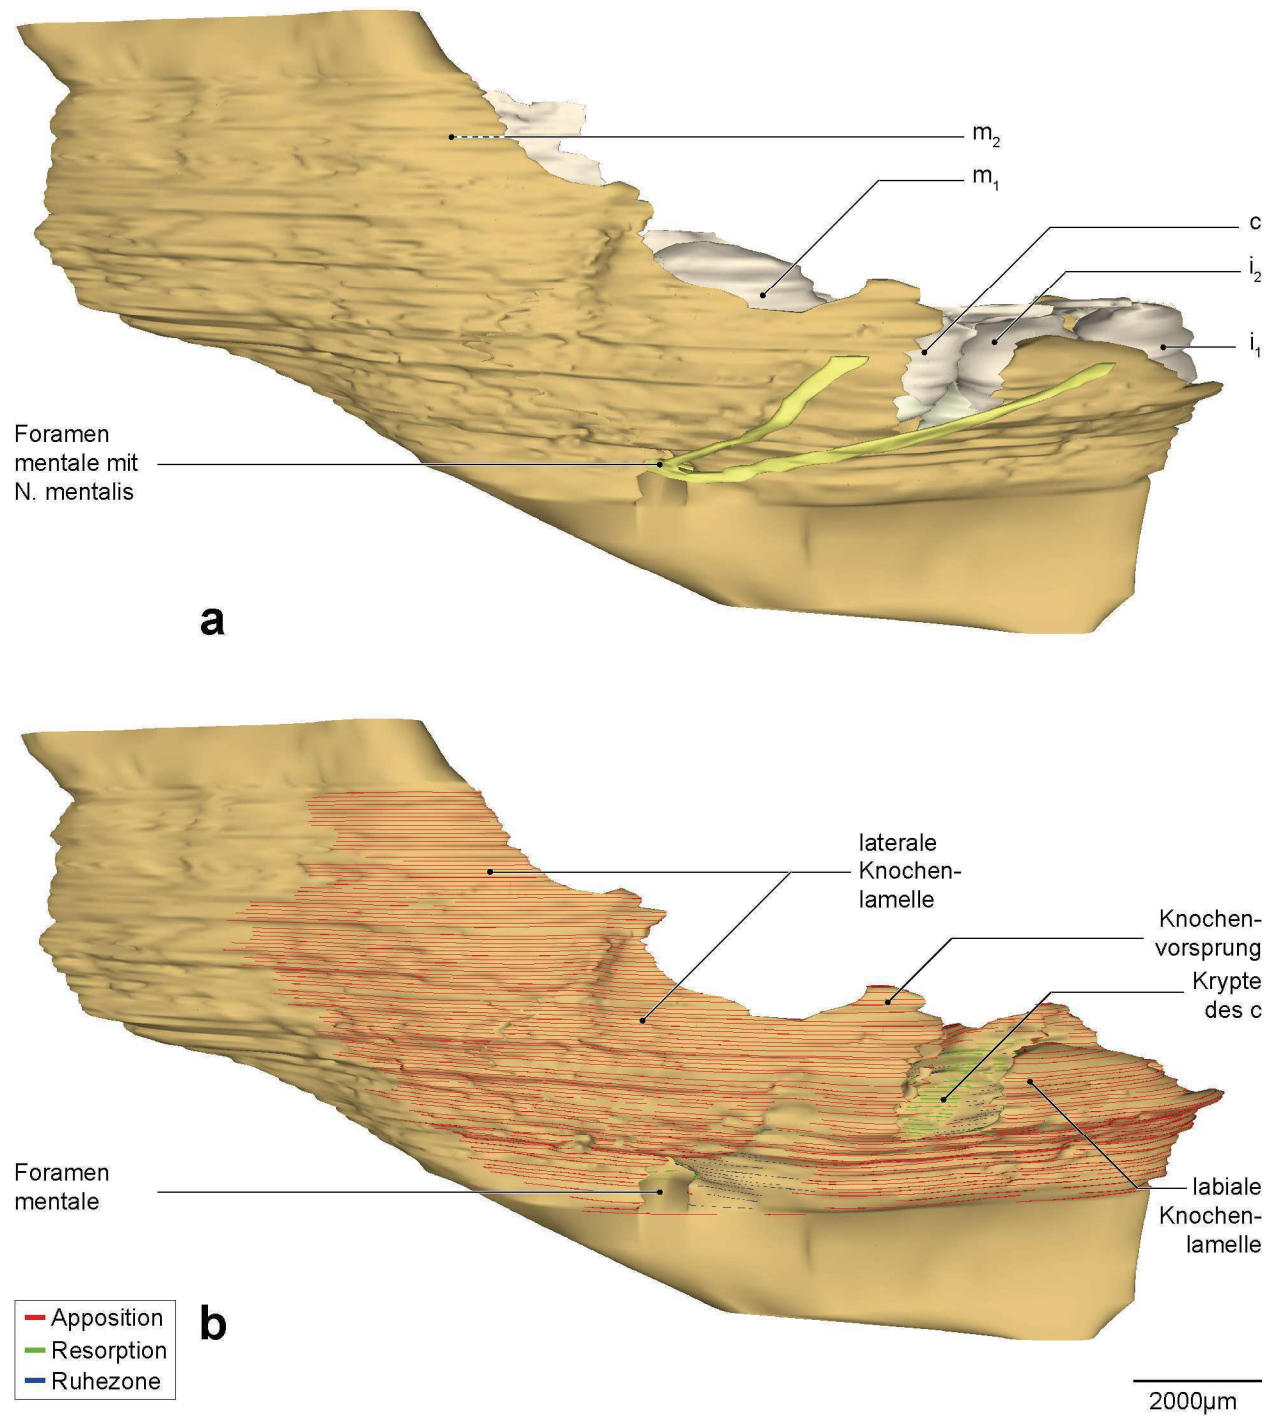 m2
m1
c
i2
i1
Foramen
mentale mit
N. mentalis
a
laterale
Knochen-
lamelle
Knochen-
vorsprung
Krypte
des c
Foramen
mentale
labiale
Knochen-
lamelle
Apposition
Resorption
Ruhezone
b
2000µm